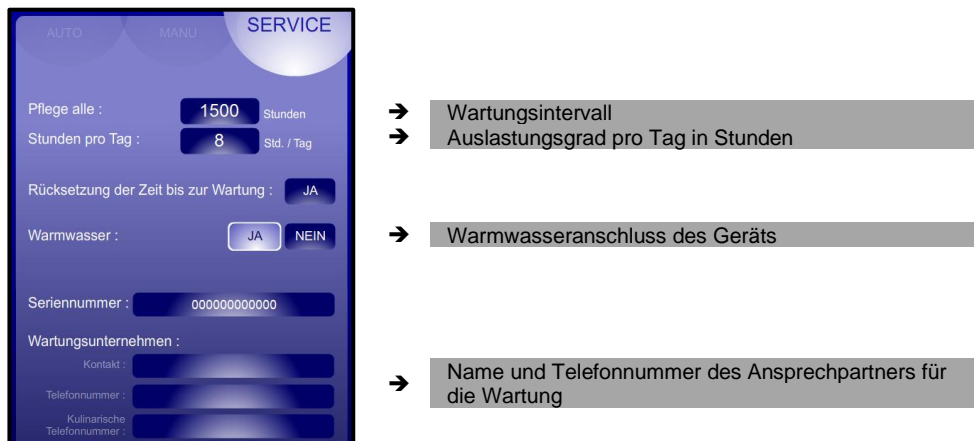 AUTO MANU SERVICE
Pflege alle : 1500 Stunden
➔ Wartungsintervall
Stunden pro Tag : 8 Std. / Tag
➔ Auslastungsgrad pro Tag in Stunden
Rücksetzung der Zeit bis zur Wartung : JA
Warmwasser : JA NEIN
➔ Warmwasseranschluss des Geräts
Seriennummer : 000000000000
Wartungsunternehmen :
Kontakt :
Telefonnummer :
Kulinarische
Telefonnummer :
➔ Name und Telefonnummer des Ansprechpartners für
die Wartung